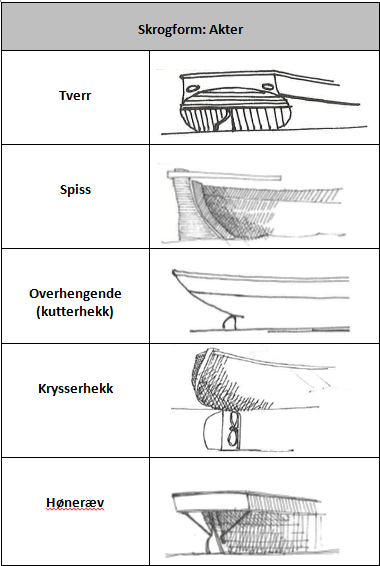 Skrogform: Akter
Tverr
Spiss
Overhengende
(kutterhekk)
Krysserhekk
Høneræv